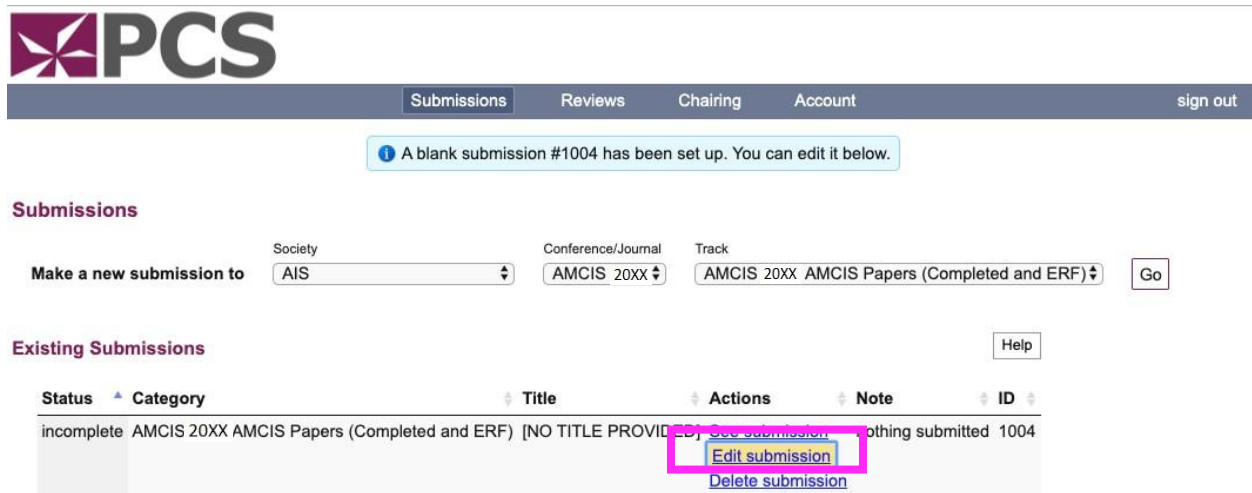 PCS
Submissions Reviews Chairing Account sign out
A blank submission #1004 has been set up. You can edit it below.
Submissions
Society Conference/Journal Track
Make a new submission to AIS AMCIS 20XX AMCIS 20XX AMCIS Papers (Completed and ERF) Go
Existing Submissions Help
Status Category Title Actions Note ID
incomplete AMCIS 20XX AMCIS Papers (Completed and ERF) [NO TITLE PROVIDED] See submission Nothing submitted 1004
Edit submission
Delete submission